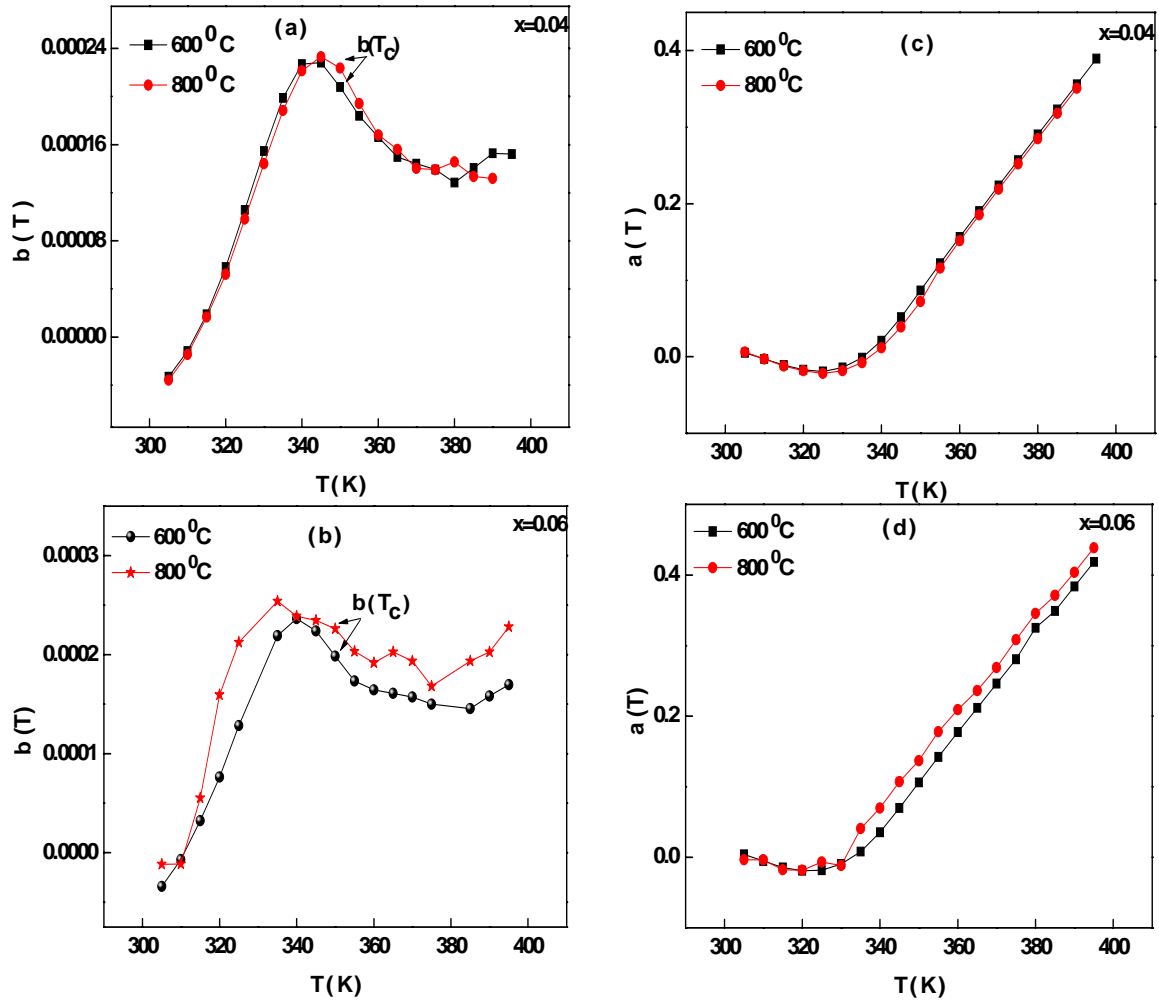 (a)
x=0.04
600 ⁰C
800 ⁰C
b(T_C)
0.00024
0.00016
0.00008
0.00000
b (T)
300 320 340 360 380 400
T(K)
(c)
x=0.04
600 ⁰C
800 ⁰C
0.4
0.2
0.0
a (T)
300 320 340 360 380 400
T(K)
(b)
x=0.06
600 ⁰C
800 ⁰C
b(T_C)
0.0003
0.0002
0.0001
0.0000
b (T)
300 320 340 360 380 400
T(K)
(d)
x=0.06
600 ⁰C
800 ⁰C
0.4
0.2
0.0
a (T)
300 320 340 360 380 400
T(K)